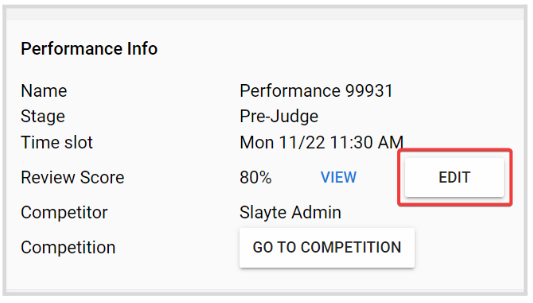 Performance Info
Name Performance 99931
Stage Pre-Judge
Time slot Mon 11/22 11:30 AM
Review Score 80% VIEW EDIT
Competitor Slayte Admin
Competition GO TO COMPETITION